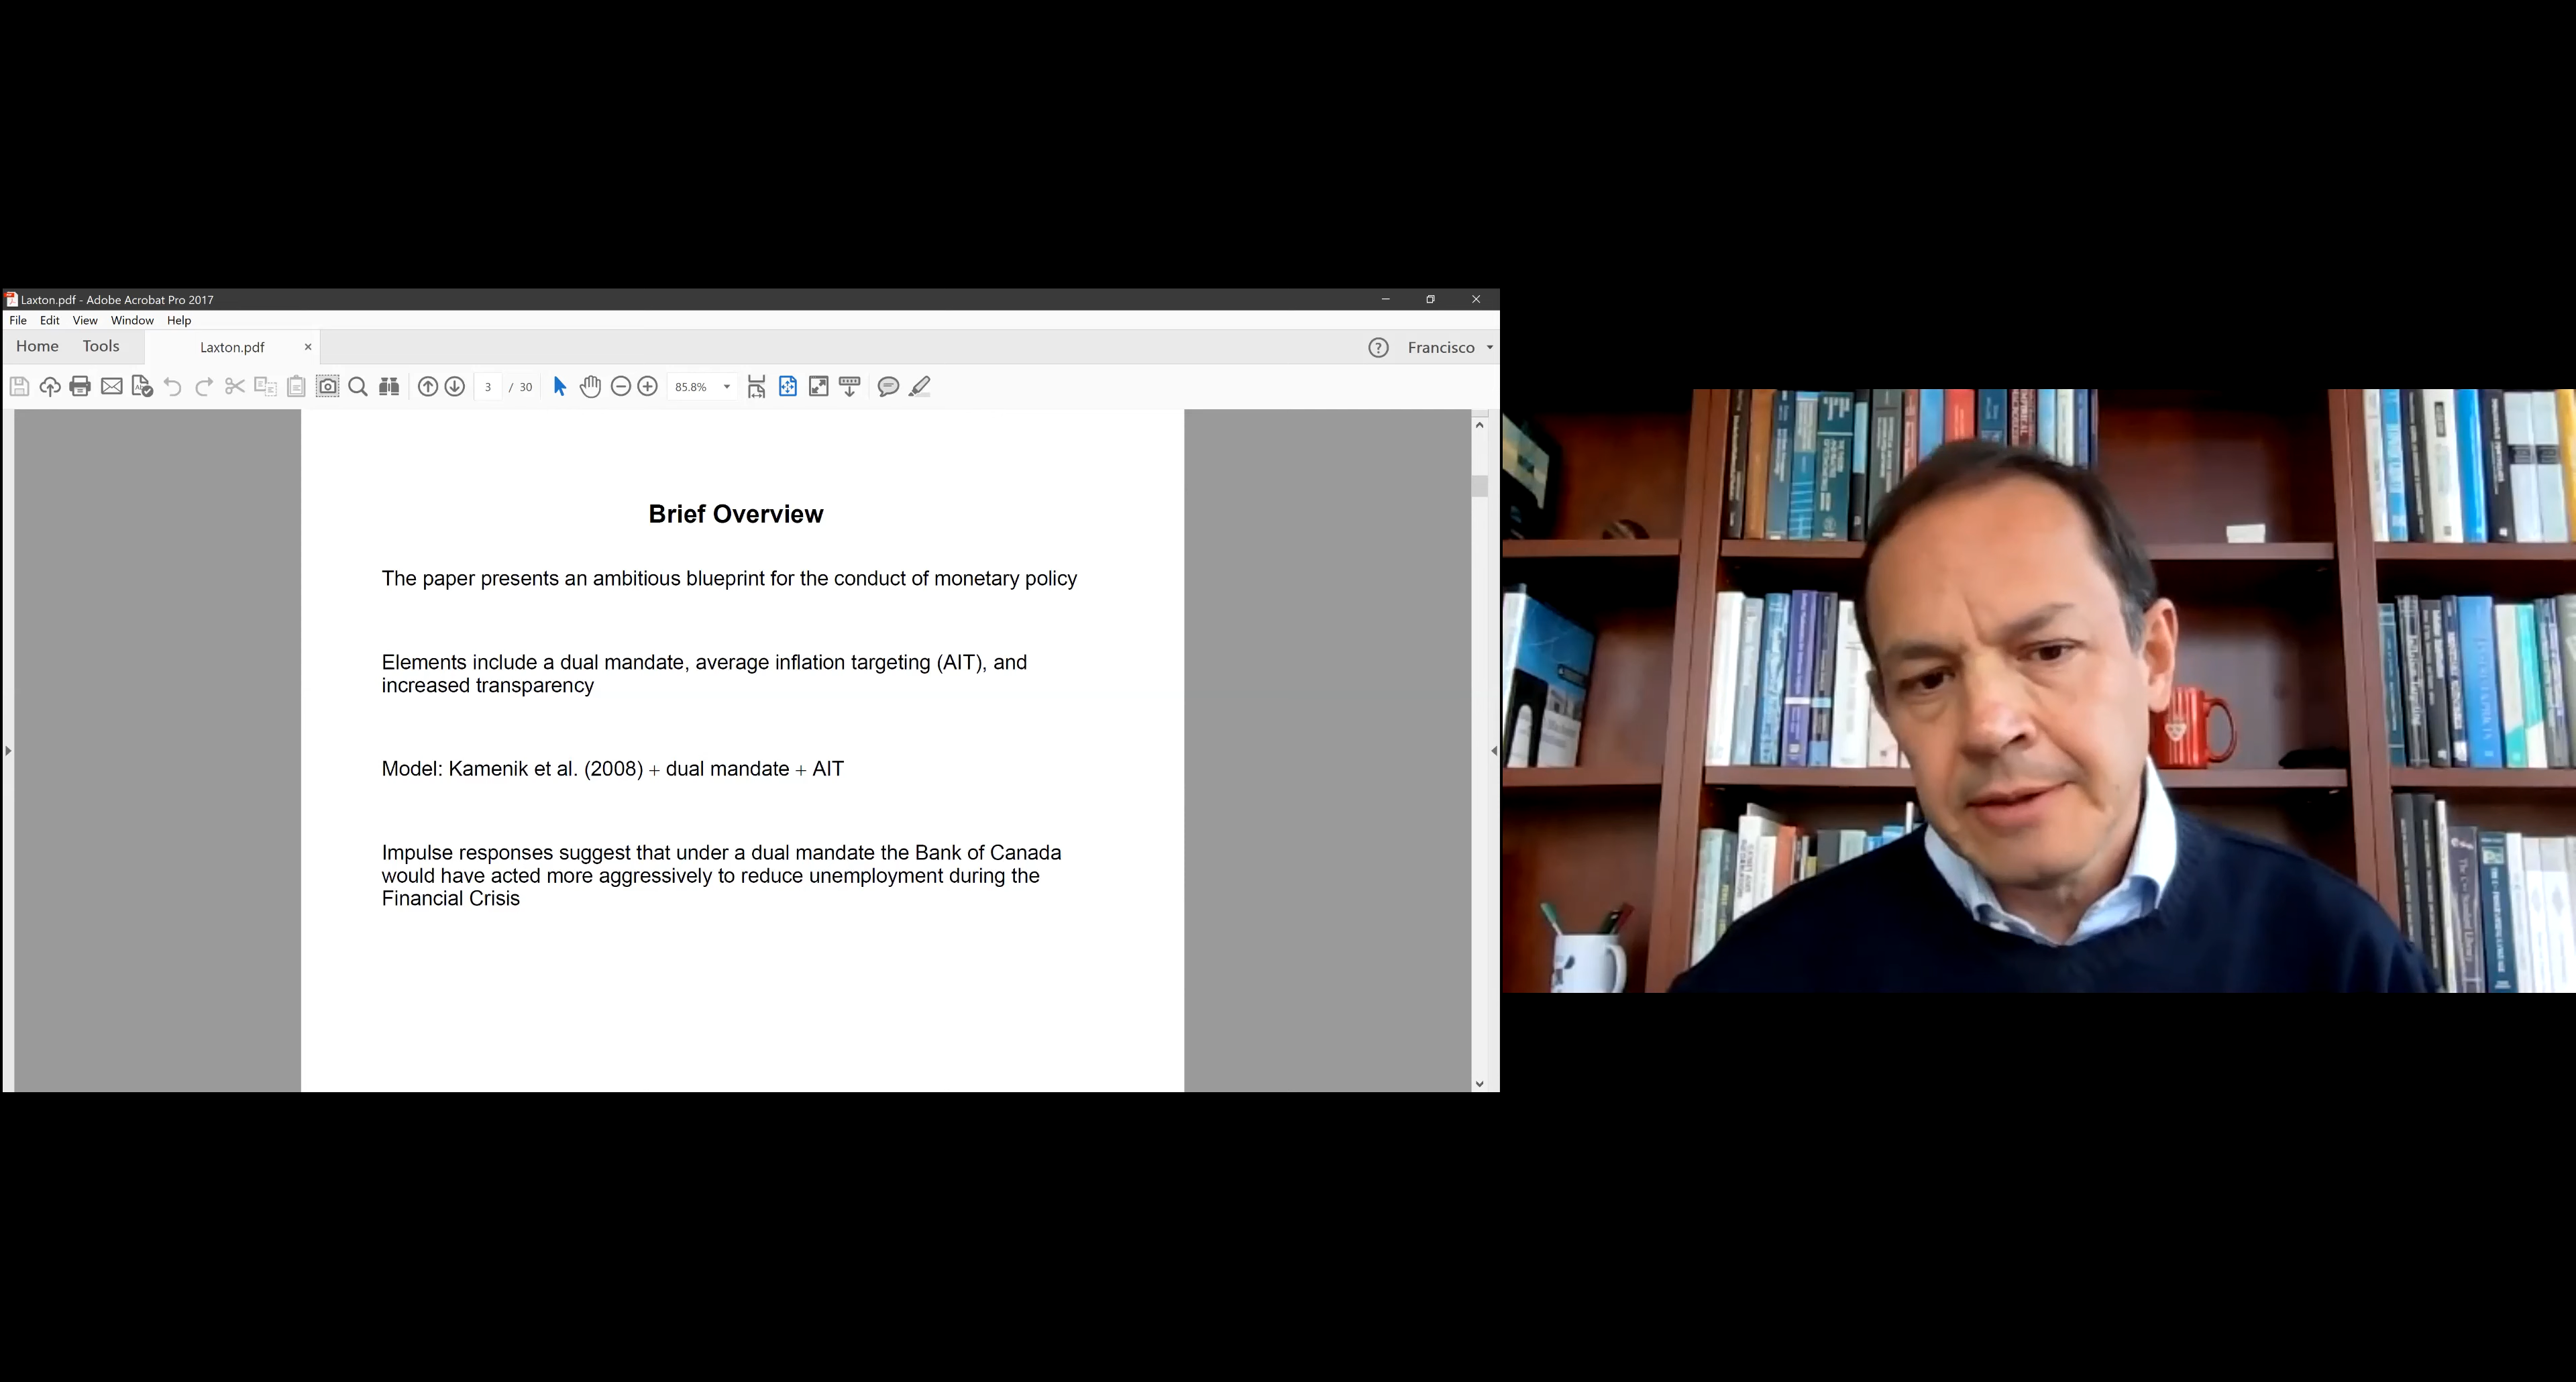 Laxton.pdf - Adobe Acrobat Pro 2017
File Edit View Window Help
Home Tools Laxton.pdf × ? Francisco
3 / 30 85.8%
Brief Overview
The paper presents an ambitious blueprint for the conduct of monetary policy
Elements include a dual mandate, average inflation targeting (AIT), and
increased transparency
Model: Kamenik et al. (2008) + dual mandate + AIT
Impulse responses suggest that under a dual mandate the Bank of Canada
would have acted more aggressively to reduce unemployment during the
Financial Crisis